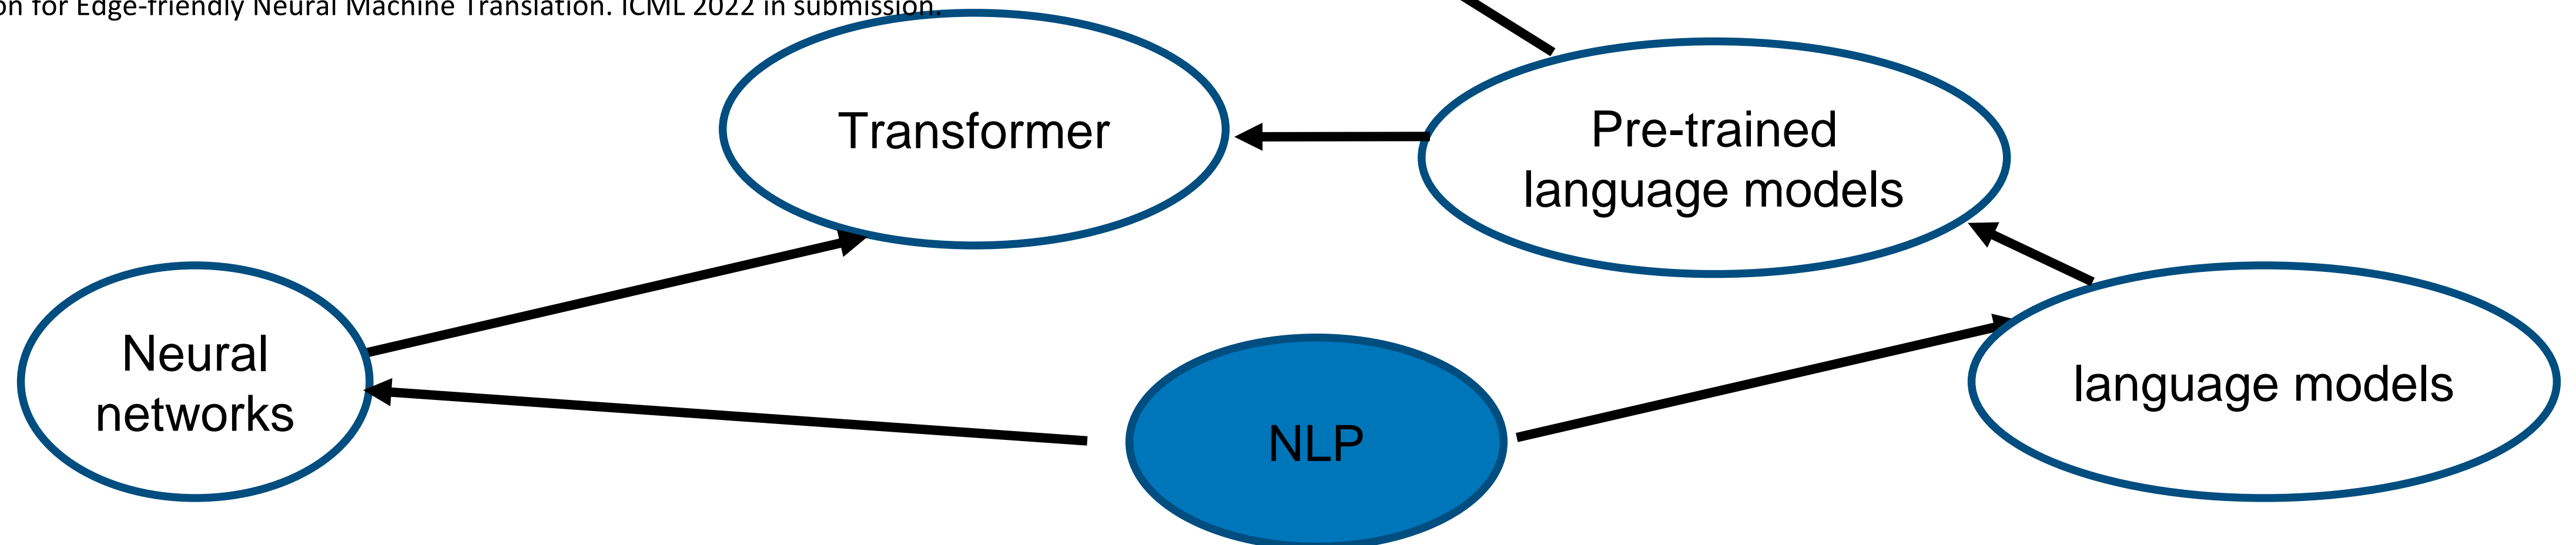 on for Edge-friendly Neural Machine Translation. ICML 2022 in submission.
Transformer
Pre-trained
language models
Neural
networks
NLP
language models